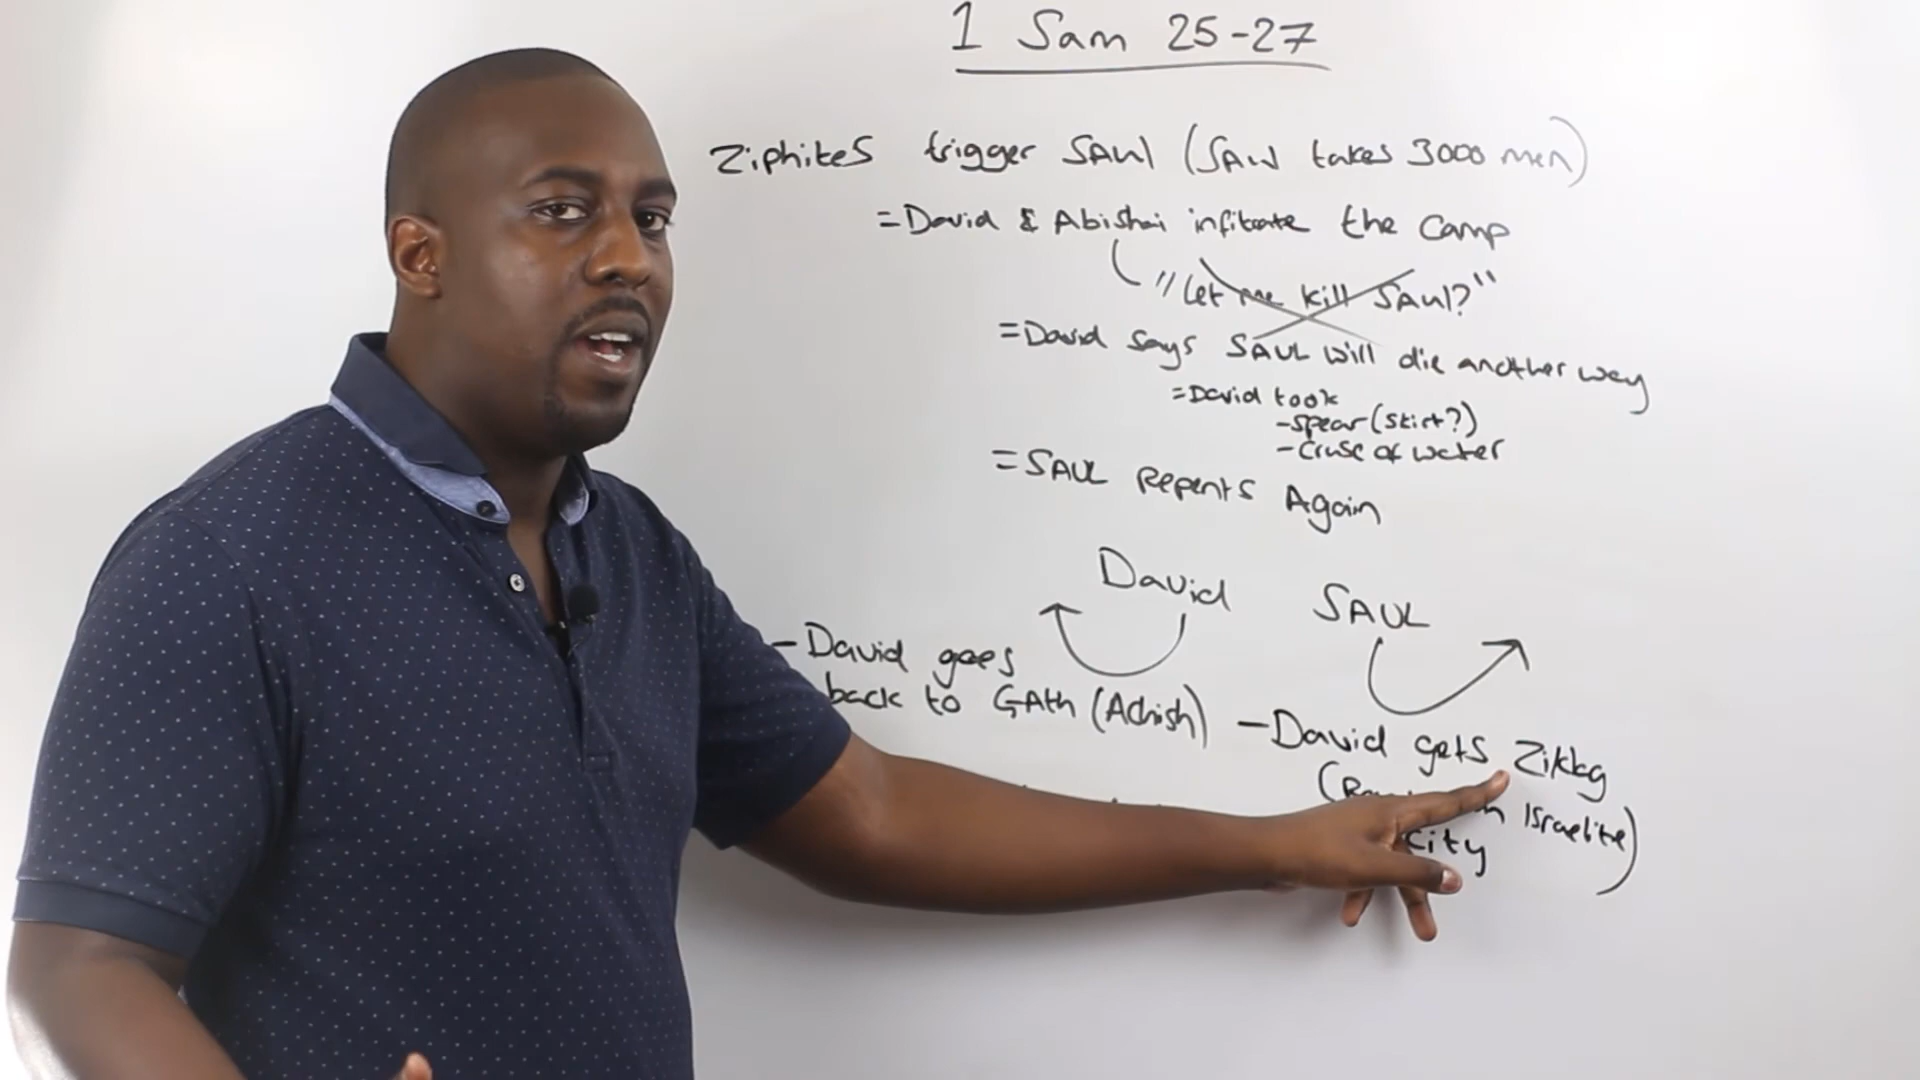 1 Sam 25-27
Ziphites trigger SAUl (SAUl takes 3000 men)
=David & Abishai infiltrate the camp
"Let me kill SAUl?"
=David says SAUL will die another way
=David took
-spear (skirt?)
-cruse of water
=SAUL Repents Again
David
SAUL
-David goes
back to GAth (Achish)
-David gets Ziklag
Israelite)
city